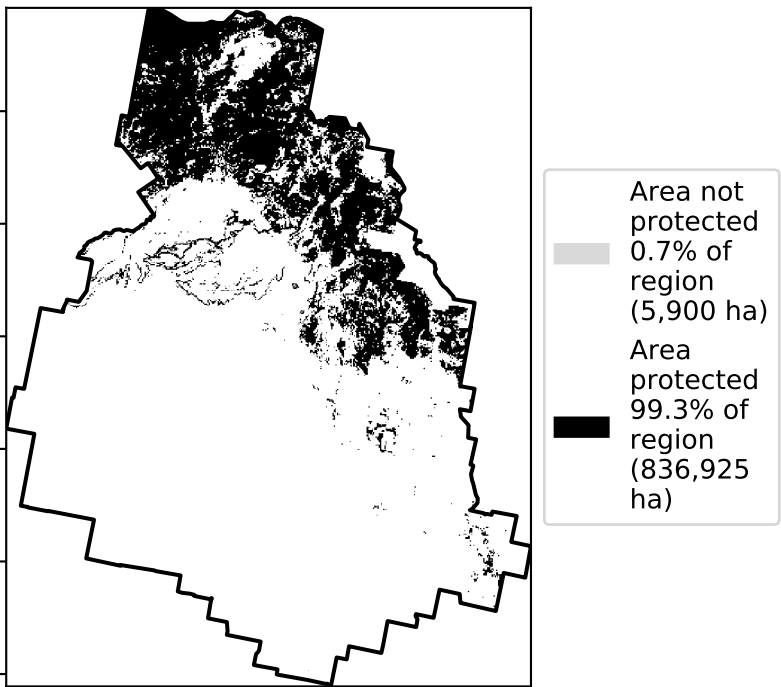 Area not
protected
0.7% of
region
(5,900 ha)
Area
protected
99.3% of
region
(836,925
ha)